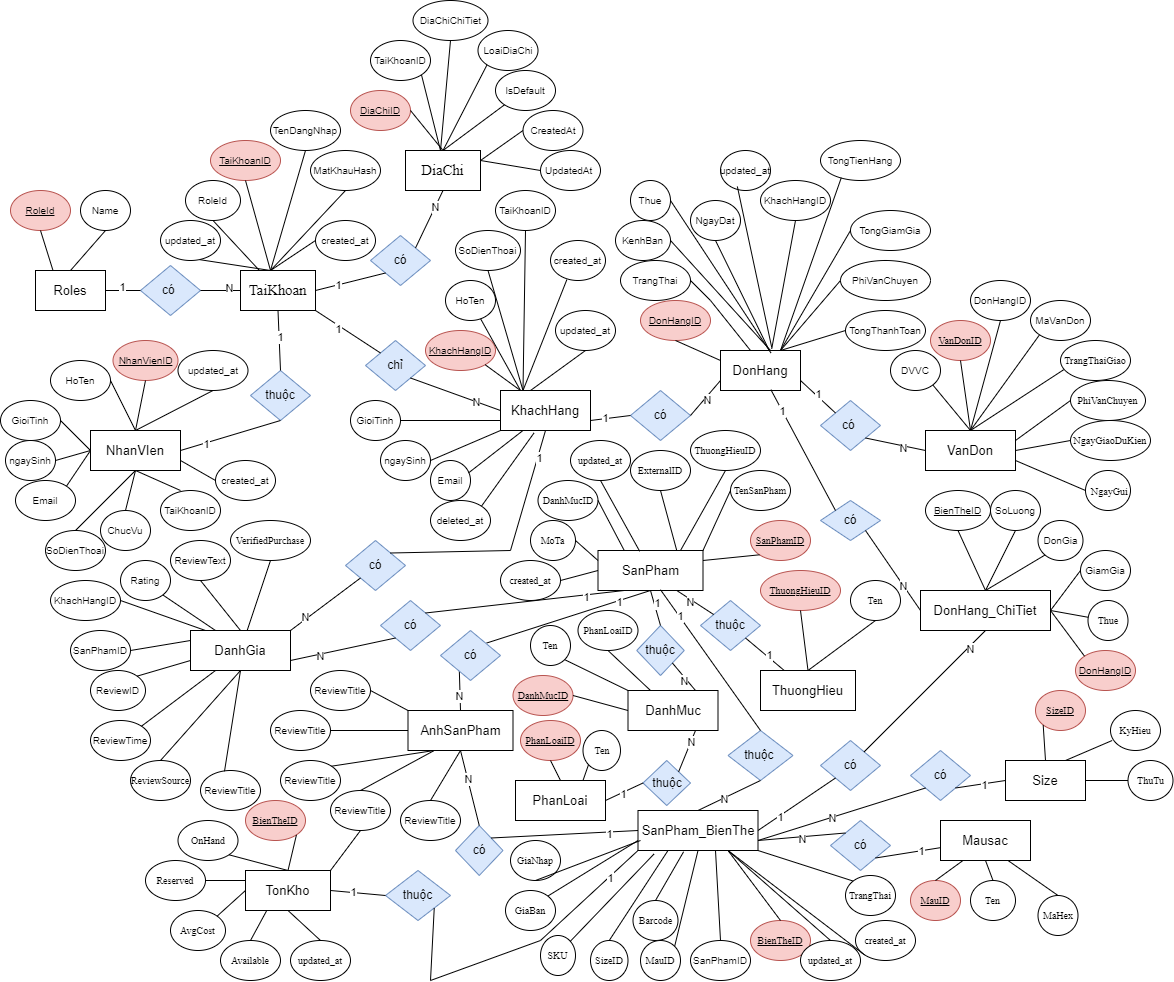 DiaChiChiTiet
TaiKhoanID
LoaiDiaChi
IsDefault
DiaChiID
CreatedAt
UpdatedAt
DiaChi
TenDangNhap
TaiKhoanID
MatKhauHash
RoleId
updated_at
created_at
RoleId
Name
Roles
1
có
N
TaiKhoan
1
có
N
1
chỉ
N
1
thuộc
1
TaiKhoanID
SoDienThoai
created_at
HoTen
updated_at
KhachHangID
KhachHang
GioiTinh
ngaySinh
Email
deleted_at
1
có
N
1
có
N
updated_at
TongTienHang
Thue
KhachHangID
NgayDat
KenhBan
TongGiamGia
TrangThai
PhiVanChuyen
DonHangID
TongThanhToan
DonHang
1
có
N
1
có
N
DonHangID
MaVanDon
VanDonID
DVVC
TrangThaiGiao
PhiVanChuyen
NgayGiaoDuKien
NgayGui
VanDon
NhanVienID
updated_at
HoTen
GioiTinh
ngaySinh
Email
SoDienThoai
ChucVu
TaiKhoanID
created_at
NhanVIen
VerifiedPurchase
ReviewText
Rating
KhachHangID
SanPhamID
ReviewID
ReviewTime
ReviewSource
ReviewTitle
DanhGia
N
có
1
updated_at
ExternalID
ThuongHieuID
DanhMucID
TenSanPham
MoTa
SanPhamID
created_at
SanPham
1
có
N
N
thuộc
1
1
thuộc
N
1
thuộc
N
ThuongHieuID
Ten
ThuongHieu
BienTheID
SoLuong
DonGia
GiamGia
Thue
DonHangID
DonHang_ChiTiet
N
có
1
PhanLoaiID
Ten
DanhMucID
DanhMuc
N
thuộc
1
PhanLoaiID
Ten
PhanLoai
ReviewTitle
ReviewTitle
ReviewTitle
ReviewTitle
ReviewTitle
AnhSanPham
N
có
1
SizeID
KyHieu
ThuTu
Size
N
có
1
Mausac
MauID
Ten
MaHex
N
có
1
BienTheID
OnHand
Reserved
AvgCost
Available
updated_at
TonKho
1
thuộc
1
SanPham_BienThe
GiaNhap
GiaBan
SKU
SizeID
Barcode
MauID
SanPhamID
BienTheID
updated_at
created_at
TrangThai